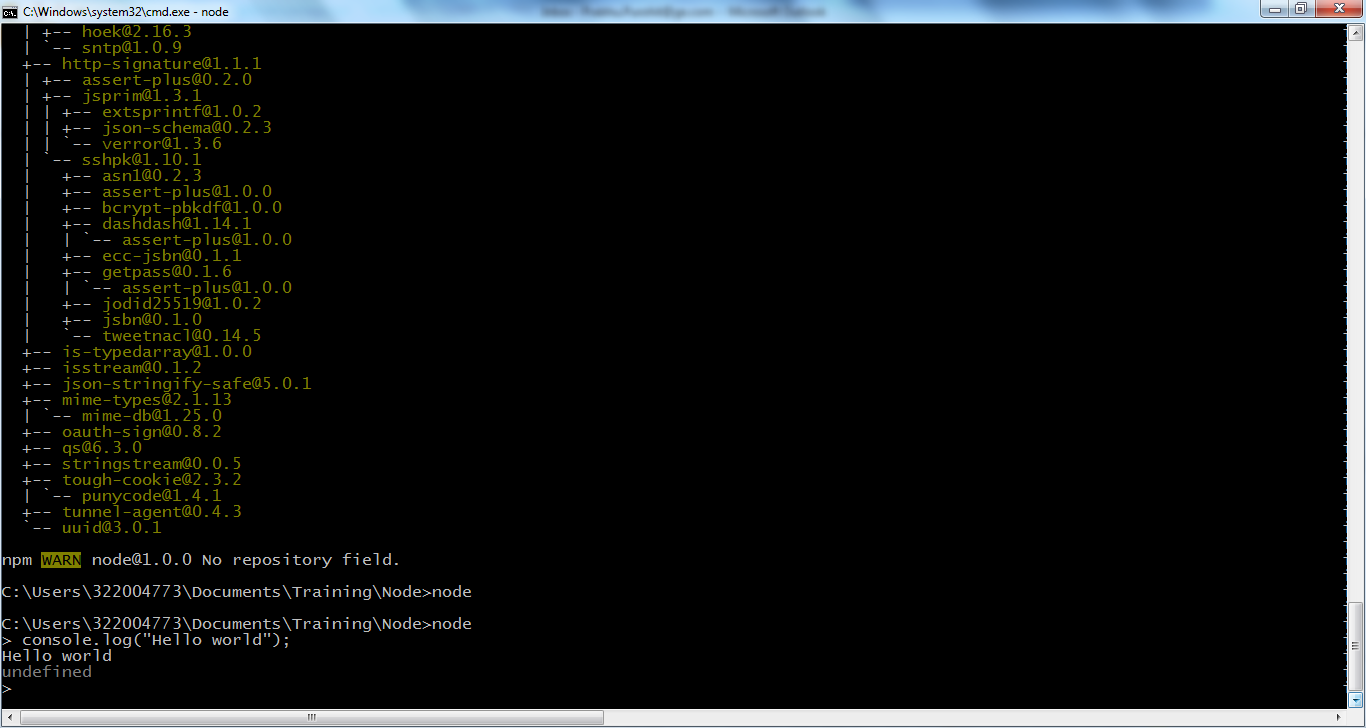 C:\Windows\system32\cmd.exe - node
| +-- hoek@2.16.3
| `-- sntp@1.0.9
+-- http-signature@1.1.1
| +-- assert-plus@0.2.0
| +-- jsprim@1.3.1
| | +-- extsprintf@1.0.2
| | +-- json-schema@0.2.3
| | `-- verror@1.3.6
| `-- sshpk@1.10.1
|   +-- asn1@0.2.3
|   +-- assert-plus@1.0.0
|   +-- bcrypt-pbkdf@1.0.0
|   +-- dashdash@1.14.1
|   | `-- assert-plus@1.0.0
|   +-- ecc-jsbn@0.1.1
|   +-- getpass@0.1.6
|   | `-- assert-plus@1.0.0
|   +-- jodid25519@1.0.2
|   +-- jsbn@0.1.0
|   `-- tweetnacl@0.14.5
+-- is-typedarray@1.0.0
+-- isstream@0.1.2
+-- json-stringify-safe@5.0.1
+-- mime-types@2.1.13
| `-- mime-db@1.25.0
+-- oauth-sign@0.8.2
+-- qs@6.3.0
+-- stringstream@0.0.5
+-- tough-cookie@2.3.2
| `-- punycode@1.4.1
+-- tunnel-agent@0.4.3
`-- uuid@3.0.1
npm WARN node@1.0.0 No repository field.
C:\Users\322004773\Documents\Training\Node>node
C:\Users\322004773\Documents\Training\Node>node
> console.log("Hello world");
Hello world
undefined
>